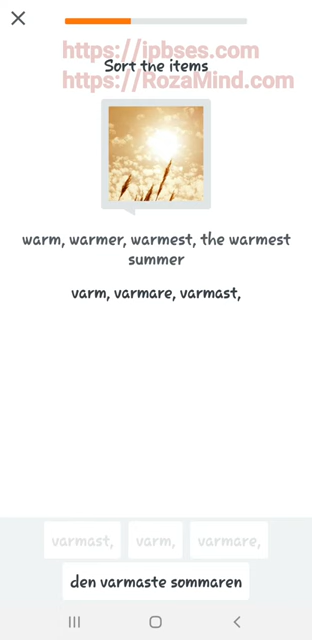 https://ipbses.com
Sort the items
https://RozaMind.com
warm, warmer, warmest, the warmest
summer
varm, varmare, varmast,
varmast, varm, varmare,
den varmaste sommaren